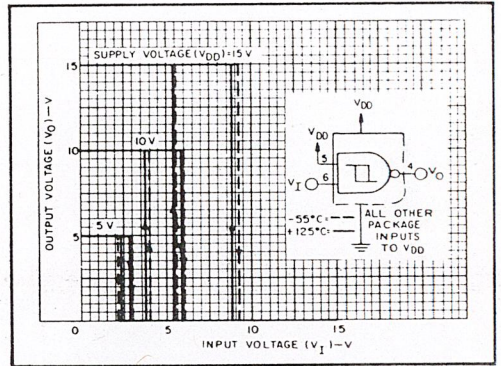 SUPPLY VOLTAGE (VDD)=15 V
15
10 V
10
5 V
5
0
5
10
15
OUTPUT VOLTAGE (VO)—V
INPUT VOLTAGE (VI)—V
VDD
VDD
5
6
4
VI
VO
-55°C=
+125°C=
ALL OTHER
PACKAGE
INPUTS
TO VDD